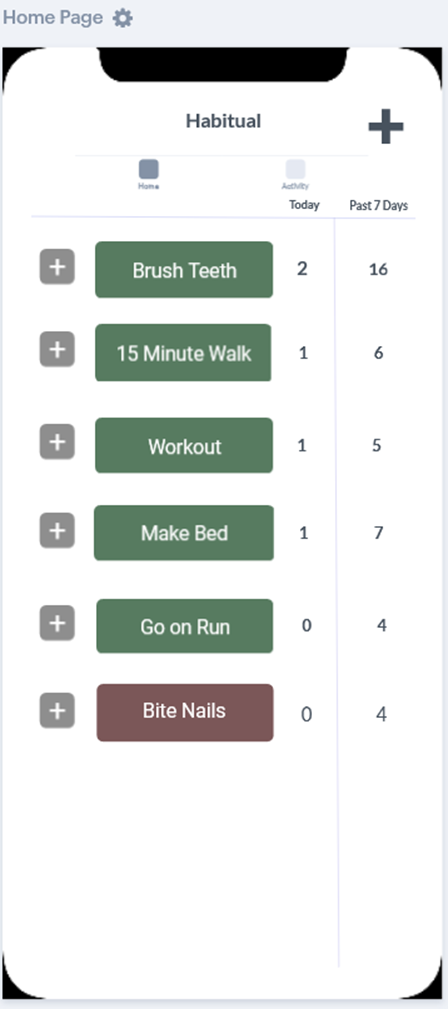 Home Page
Habitual
Home Activity
Today Past 7 Days
Brush Teeth 2 16
15 Minute Walk 1 6
Workout 1 5
Make Bed 1 7
Go on Run 0 4
Bite Nails 0 4